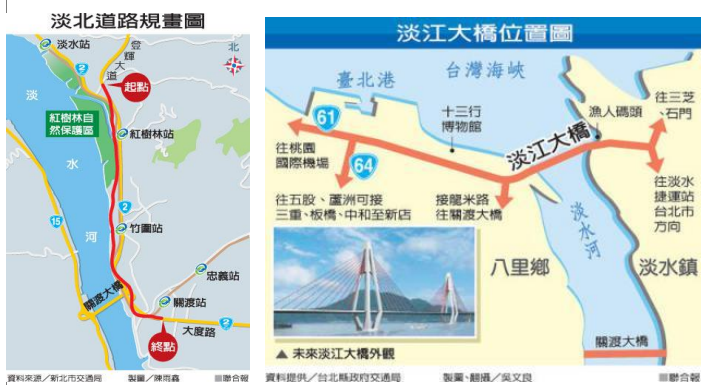 淡北道路規畫圖
淡水站
2
登輝大道
北
起點
淡水河
紅樹林自
然保護區
紅樹林站
2
15
竹圍站
忠義站
關渡大橋
關渡站
大度路
2
終點
資料來源／新北市交通局
製圖／陳雨鑫
■聯合報
淡江大橋位置圖
臺北港
台灣海峽
61
十三行
博物館
漁人碼頭
往三芝
、石門
往桃園
國際機場
64
淡江大橋
往五股、蘆洲可接
三重、板橋、中和至新店
接龍米路
往關渡大橋
往淡水
捷運站
台北市
方向
淡水河
八里鄉
淡水鎮
關渡大橋
▲ 未來淡江大橋外觀
資料提供／台北縣政府交通局
製圖、翻攝／吳文良
■聯合報